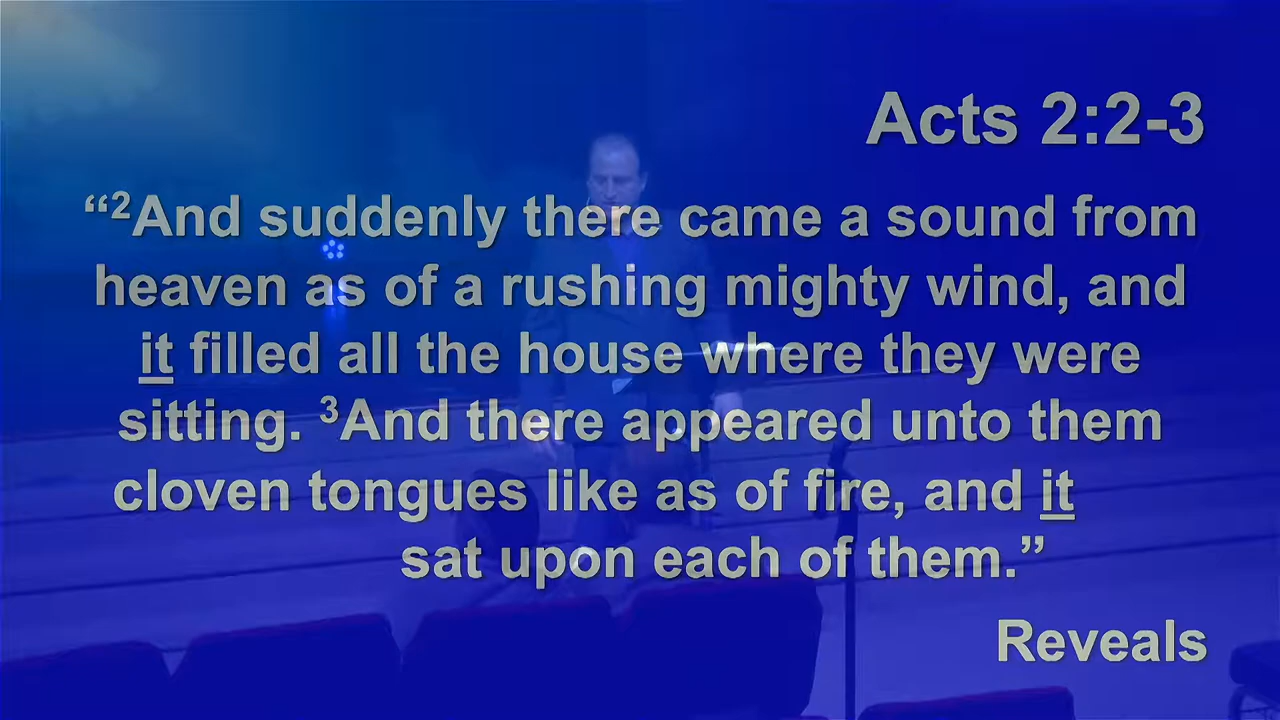 Acts 2:2-3
“²And suddenly there came a sound from
heaven as of a rushing mighty wind, and
it filled all the house where they were
sitting. ³And there appeared unto them
cloven tongues like as of fire, and it
sat upon each of them.”
Reveals